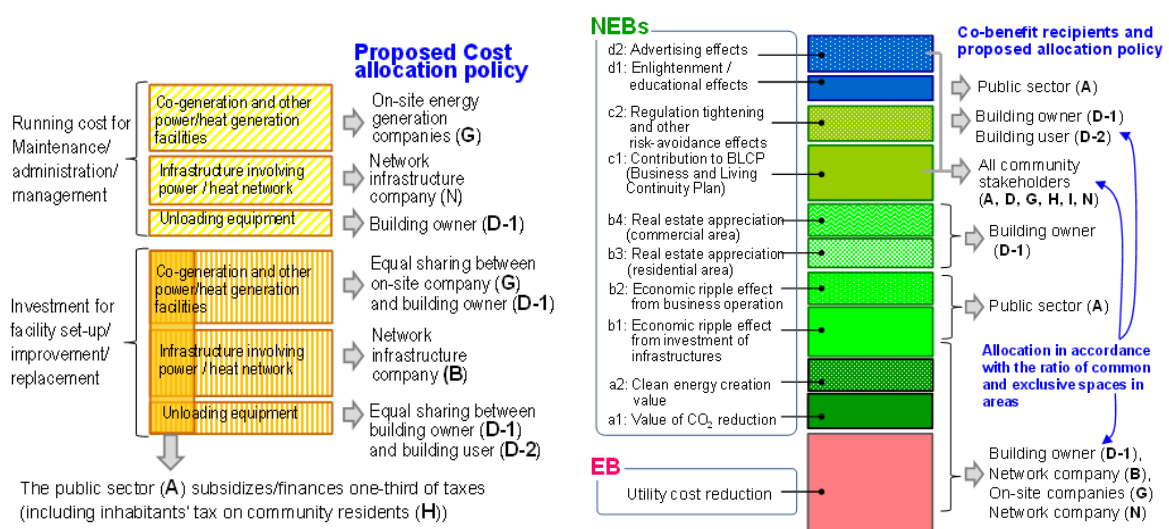 Proposed Cost
allocation policy
Running cost for
Maintenance/
administration/
management
Co-generation and other
power/heat generation
facilities
On-site energy
generation
companies (G)
Infrastructure involving
power / heat network
Network
infrastructure
company (N)
Unloading equipment
Building owner (D-1)
Investment for
facility set-up/
improvement/
replacement
Co-generation and other
power/heat generation
facilities
Equal sharing between
on-site company (G)
and building owner (D-1)
Infrastructure involving
power / heat network
Network
infrastructure
company (B)
Unloading equipment
Equal sharing between
building owner (D-1)
and building user (D-2)
The public sector (A) subsidizes/finances one-third of taxes
(including inhabitants' tax on community residents (H))
NEBs
d2: Advertising effects
d1: Enlightenment /
educational effects
c2: Regulation tightening
and other
risk-avoidance effects
c1: Contribution to BLCP
(Business and Living
Continuity Plan)
b4: Real estate appreciation
(commercial area)
b3: Real estate appreciation
(residential area)
b2: Economic ripple effect
from business operation
b1: Economic ripple effect
from investment of
infrastructures
a2: Clean energy creation
value
a1: Value of CO2 reduction
EB
Utility cost reduction
Co-benefit recipients and
proposed allocation policy
Public sector (A)
Building owner (D-1)
Building user (D-2)
All community
stakeholders
(A, D, G, H, I, N)
Building owner
(D-1)
Public sector (A)
Allocation in accordance
with the ratio of common
and exclusive spaces in
areas
Building owner (D-1),
Network company (B),
On-site companies (G)
Network company (N)